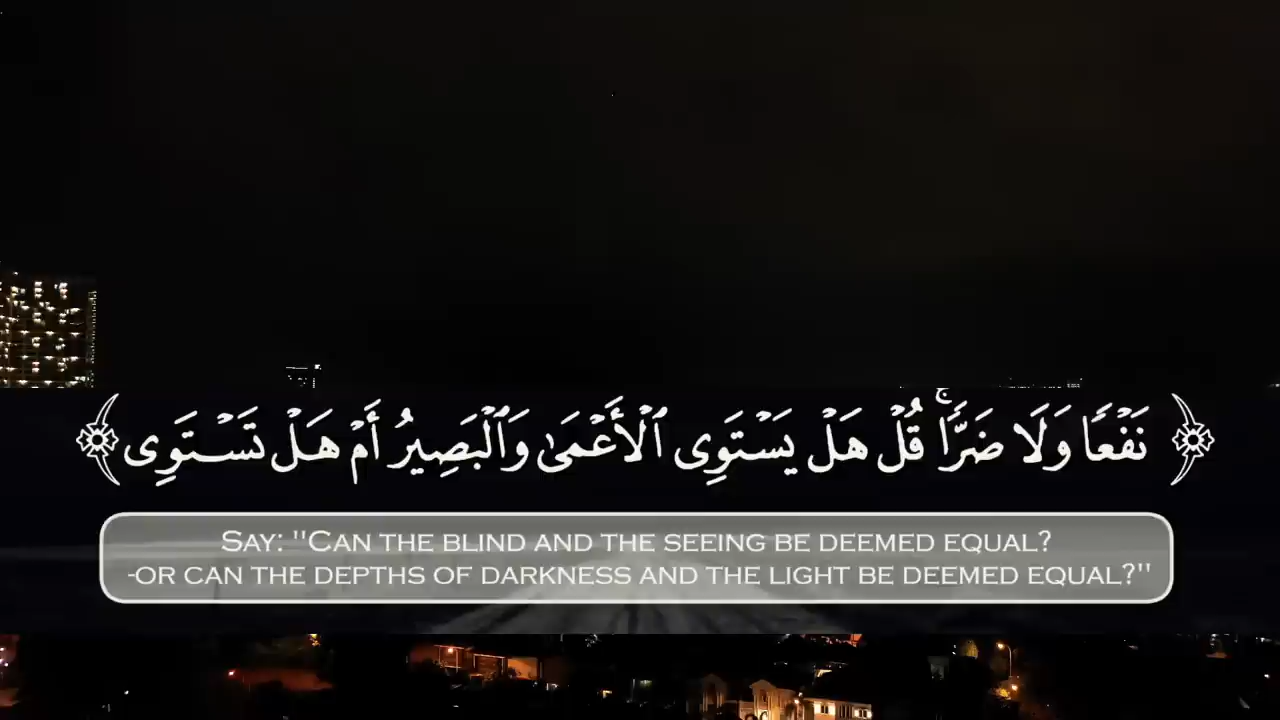 ﴿ نَفْعًا وَلَا ضَرًّا ۚ قُلْ هَلْ يَسْتَوِى ٱلْأَعْمَىٰ وَٱلْبَصِيرُ أَمْ هَلْ تَسْتَوِى ﴾
SAY: "CAN THE BLIND AND THE SEEING BE DEEMED EQUAL?
-OR CAN THE DEPTHS OF DARKNESS AND THE LIGHT BE DEEMED EQUAL?"